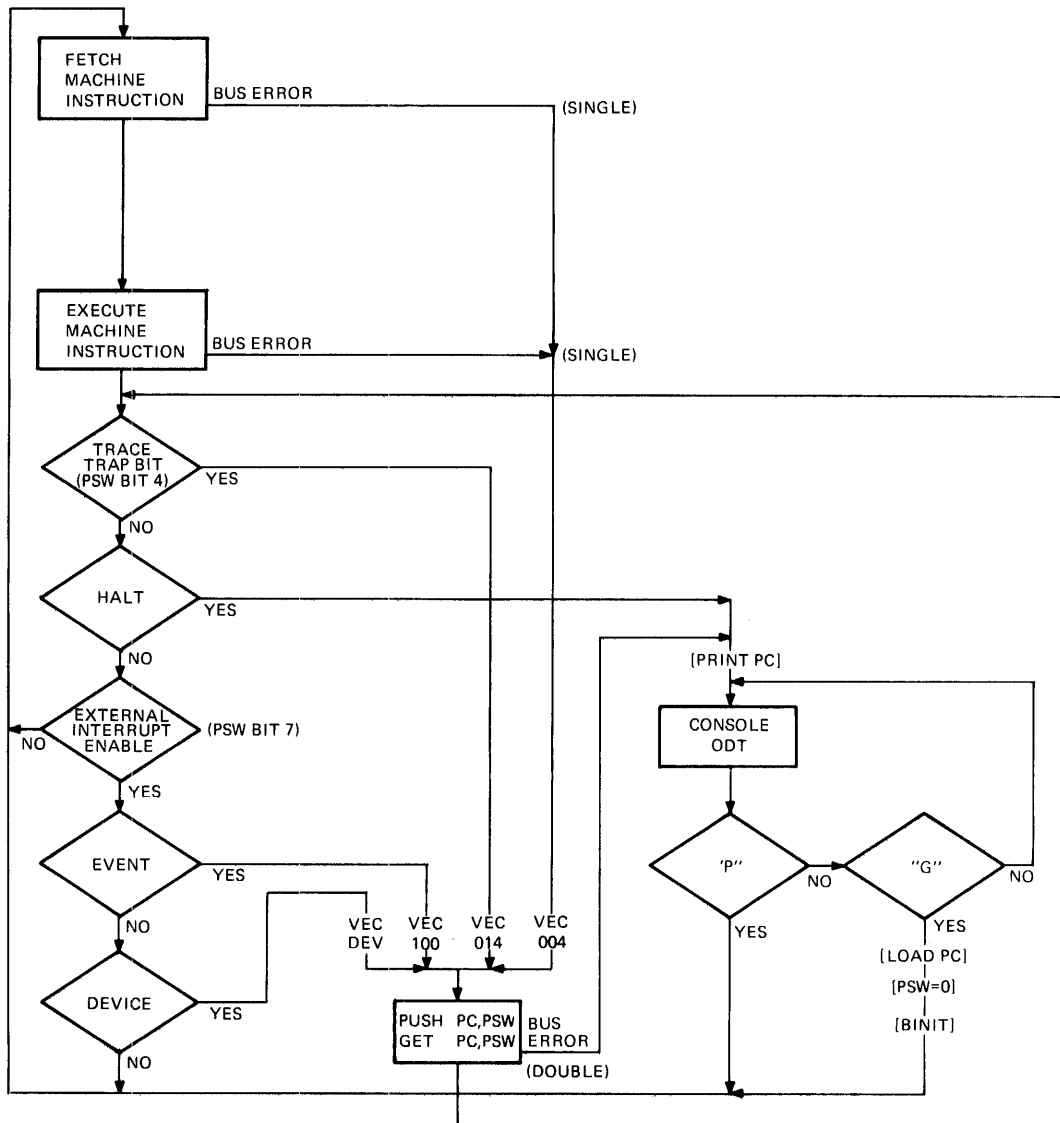 FETCH
MACHINE
INSTRUCTION
BUS ERROR
(SINGLE)
EXECUTE
MACHINE
INSTRUCTION
BUS ERROR
(SINGLE)
TRACE
TRAP BIT
(PSW BIT 4)
YES
NO
HALT
YES
NO
[PRINT PC]
EXTERNAL
INTERRUPT
ENABLE
(PSW BIT 7)
NO
YES
CONSOLE
ODT
EVENT
YES
NO
'P"
NO
YES
"G"
NO
YES
VEC
DEV
VEC
100
VEC
014
VEC
004
[LOAD PC]
[PSW=0]
[BINIT]
DEVICE
YES
NO
PUSH PC,PSW
GET PC,PSW
BUS
ERROR
(DOUBLE)